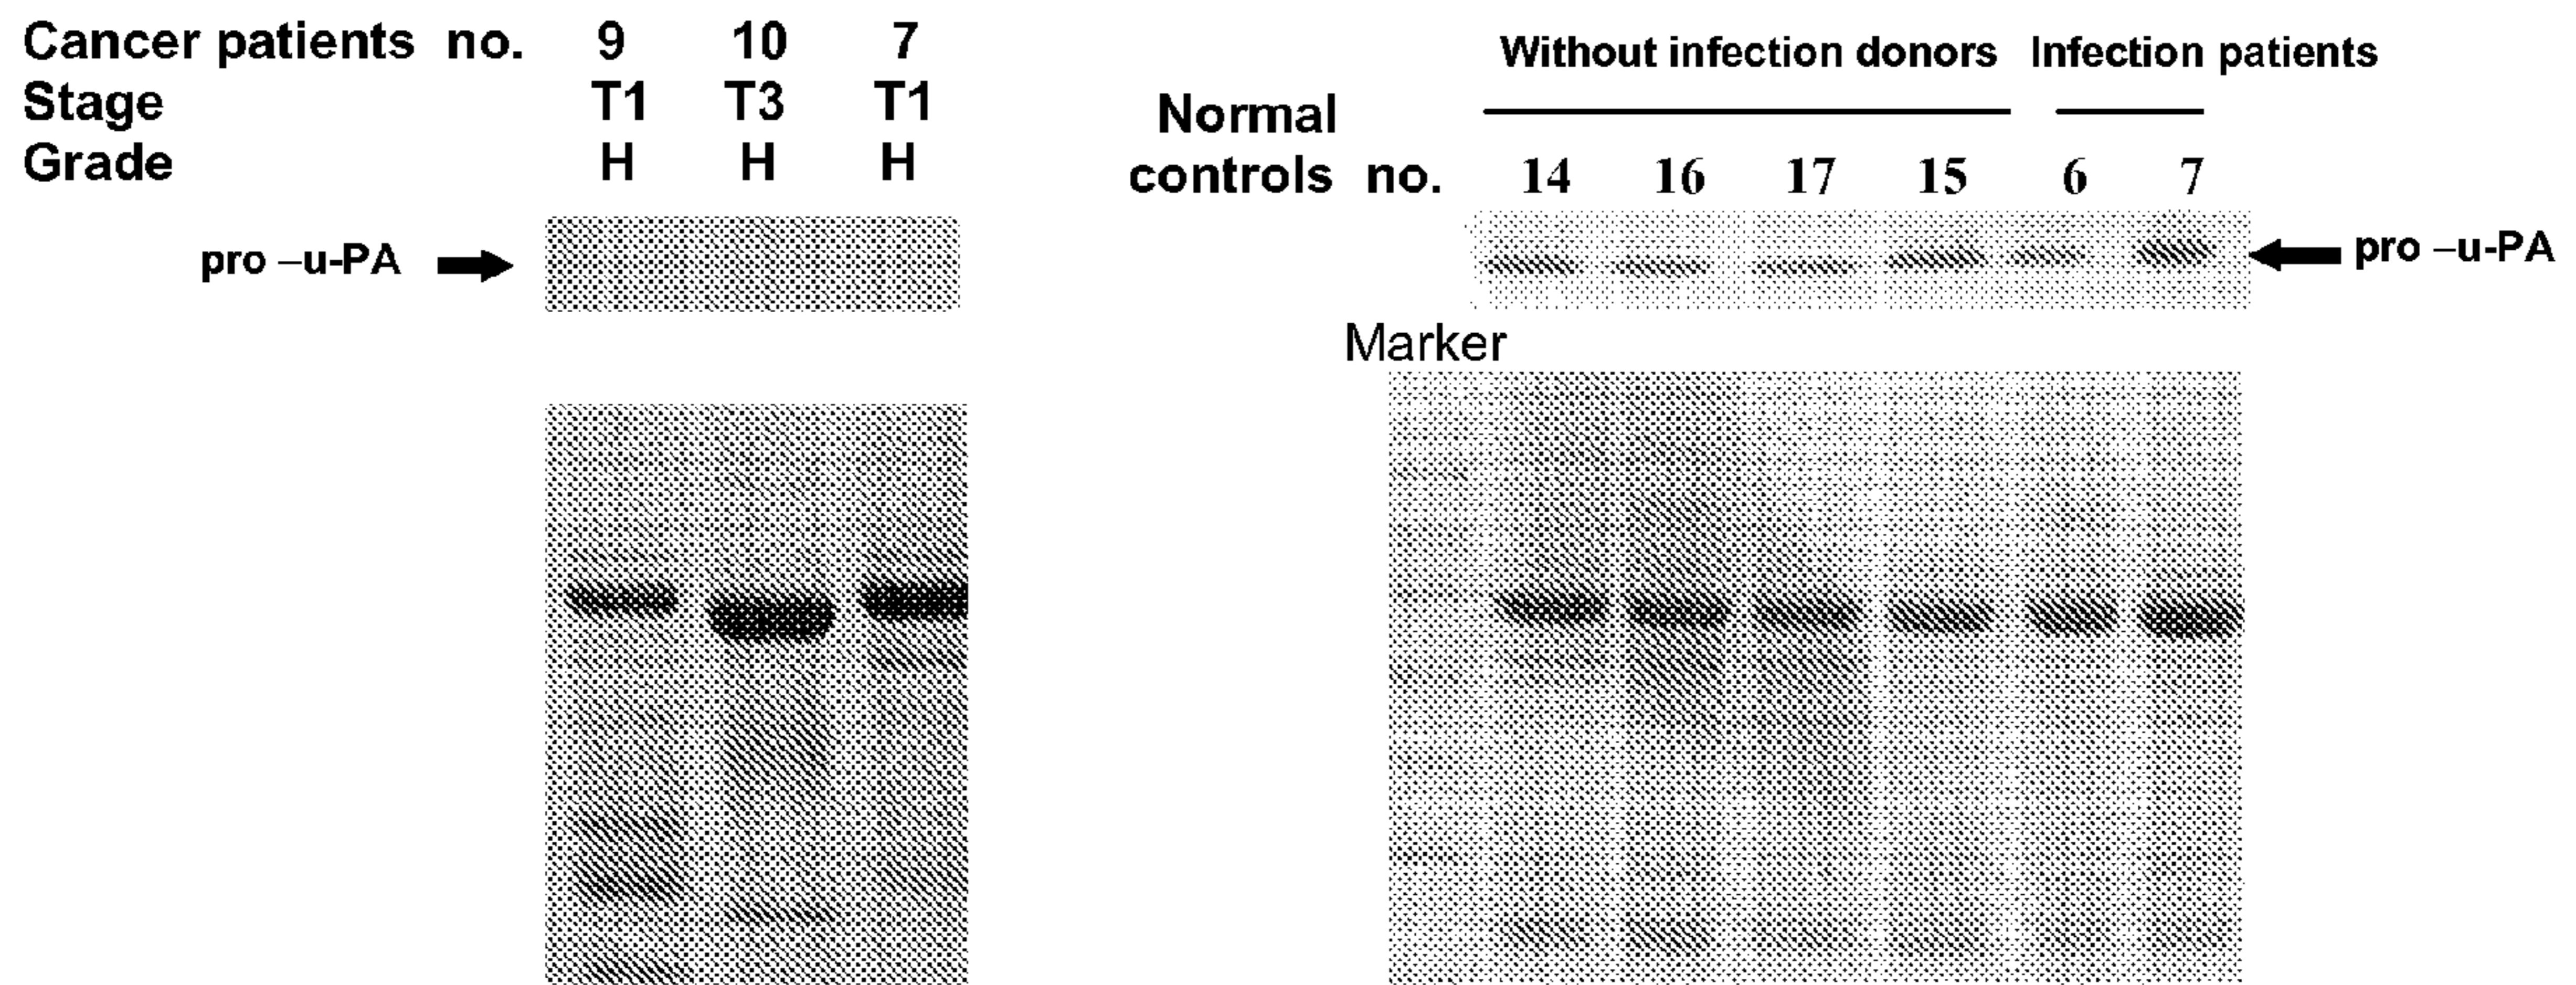 Cancer patients no. 9 10 7
Stage T1 T3 T1
Grade H H H
pro –u-PA
Without infection donors Infection patients
Normal
controls no. 14 16 17 15 6 7
pro –u-PA
Marker